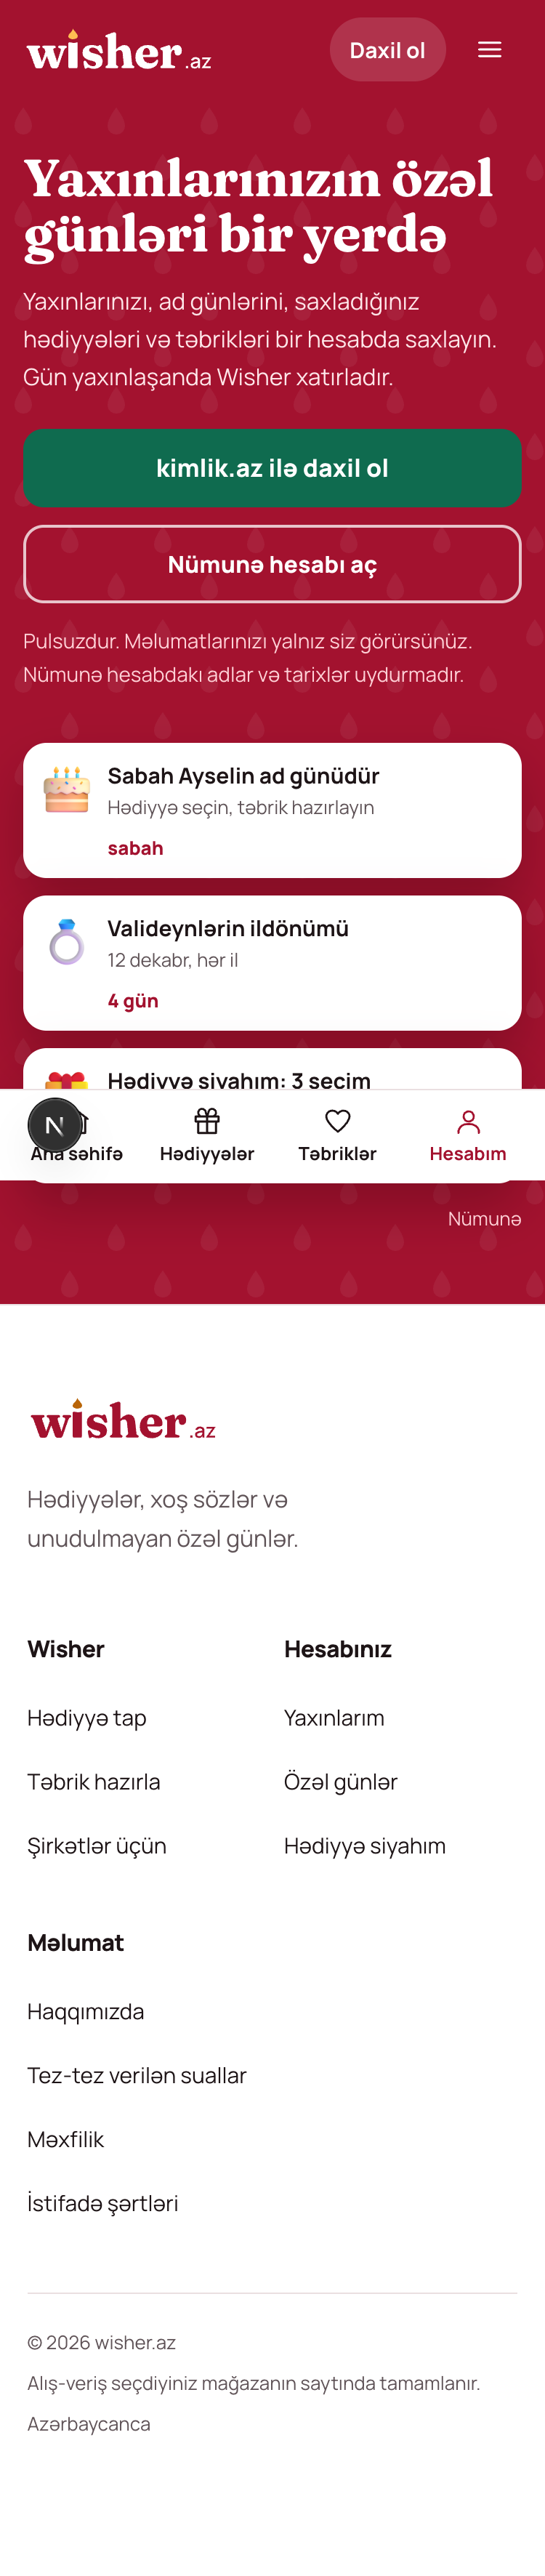 wisher.az
Daxil ol
Yaxınlarınızın özəl
günləri bir yerdə
Yaxınlarınızı, ad günlərini, saxladığınız
hədiyyələri və təbrikləri bir hesabda saxlayın.
Gün yaxınlaşanda Wisher xatırladır.
kimlik.az ilə daxil ol
Nümunə hesabı aç
Pulsuzdur. Məlumatlarınızı yalnız siz görürsünüz.
Nümunə hesabdakı adlar və tarixlər uydurmadır.
Sabah Ayselin ad günüdür
Hədiyyə seçin, təbrik hazırlayın
sabah
Valideynlərin ildönümü
12 dekabr, hər il
4 gün
Hədiyyə siyahım: 3 seçim
N
Ana səhifə
Hədiyyələr
Təbriklər
Hesabım
Nümunə
wisher.az
Hədiyyələr, xoş sözlər və
unudulmayan özəl günlər.
Wisher
Hədiyyə tap
Təbrik hazırla
Şirkətlər üçün
Hesabınız
Yaxınlarım
Özəl günlər
Hədiyyə siyahım
Məlumat
Haqqımızda
Tez-tez verilən suallar
Məxfilik
İstifadə şərtləri
© 2026 wisher.az
Alış-veriş seçdiyiniz mağazanın saytında tamamlanır.
Azərbaycanca